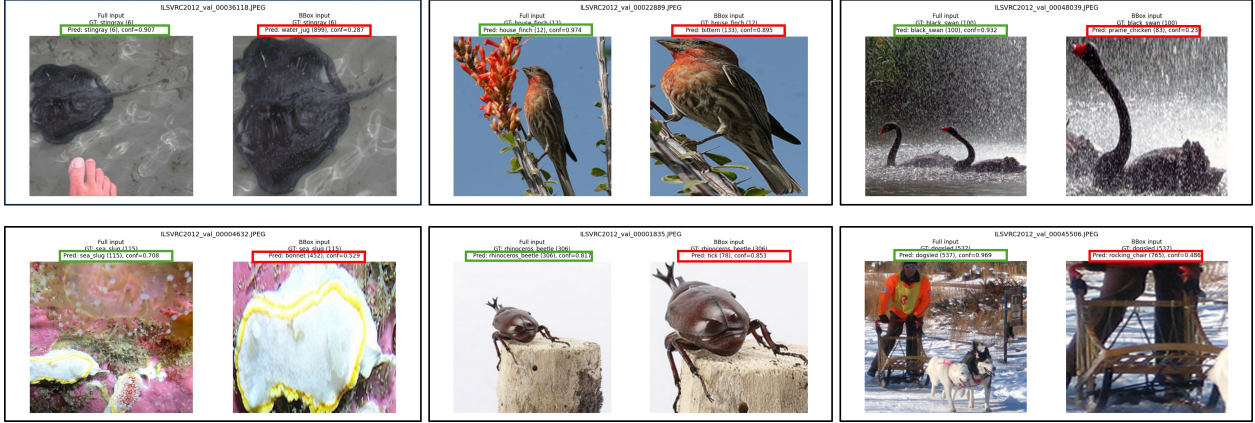 ILSVRC2012_val_00036118.JPEG
Full input
GT: stingray (6)
Pred: stingray (6), conf=0.907
BBox input
GT: stingray (6)
Pred: water_jug (899), conf=0.287
ILSVRC2012_val_00022889.JPEG
Full input
GT: house_finch (12)
Pred: house_finch (12), conf=0.974
BBox input
GT: house_finch (12)
Pred: bittern (133), conf=0.895
ILSVRC2012_val_00048039.JPEG
Full input
GT: black_swan (100)
Pred: black_swan (100), conf=0.932
BBox input
GT: black_swan (100)
Pred: prairie_chicken (83), conf=0.23
ILSVRC2012_val_00004632.JPEG
Full input
GT: sea_slug (115)
Pred: sea_slug (115), conf=0.708
BBox input
GT: sea_slug (115)
Pred: bonnet (452), conf=0.529
ILSVRC2012_val_00001835.JPEG
Full input
GT: rhinoceros_beetle (306)
Pred: rhinoceros_beetle (306), conf=0.817
BBox input
GT: rhinoceros_beetle (306)
Pred: tick (78), conf=0.853
ILSVRC2012_val_00045506.JPEG
Full input
GT: dogsled (537)
Pred: dogsled (537), conf=0.969
BBox input
GT: dogsled (537)
Pred: rocking_chair (765), conf=0.486